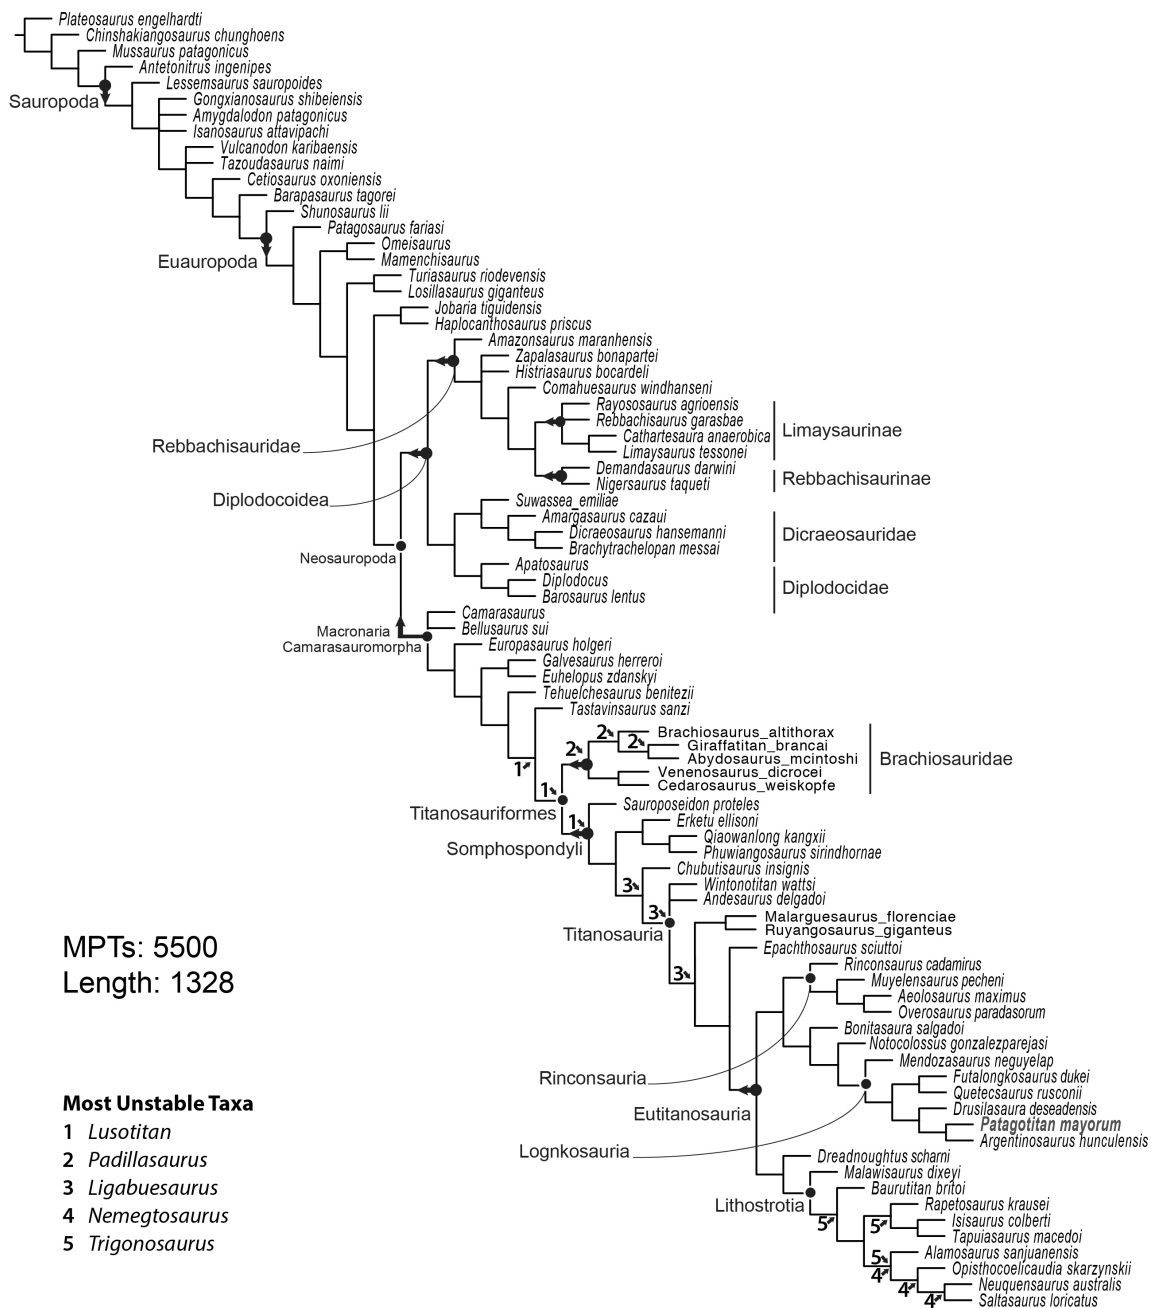 Plateosaurus engelhardti
Chinshakiangosaurus chunghoens
Mussaurus patagonicus
Antetonitrus ingenipes
Lessemsaurus sauropoides
Sauropoda
Gongxianosaurus shibeiensis
Amygdalodon patagonicus
Isanosaurus attavipachi
Vulcanodon karibaensis
Tazoudasaurus naimi
Cetiosaurus oxoniensis
Barapasaurus tagorei
Shunosaurus lii
Patagosaurus fariasi
Omeisaurus
Euauropoda
Mamenchisaurus
Turiasaurus riodevensis
Losillasaurus giganteus
Jobaria tiguidensis
Haplocanthosaurus priscus
Amazonsaurus maranhensis
Zapalasaurus bonapartei
Histriasaurus bocardeli
Comahuesaurus windhanseni
Rayososaurus agrioensis
Rebbachisaurus garasbae
Limaysaurinae
Cathartesaura anaerobica
Rebbachisauridae
Limaysaurus tessonei
Demandasaurus darwini
Rebbachisaurinae
Nigersaurus taqueti
Diplodocoidea
Suwassea_emiliae
Amargasaurus cazaui
Dicraeosaurus hansemanni
Dicraeosauridae
Brachytrachelopan messai
Neosauropoda
Apatosaurus
Diplodocus
Diplodocidae
Barosaurus lentus
Camarasaurus
Macronaria
Bellusaurus sui
Camarasauromorpha
Europasaurus holgeri
Galvesaurus herreroi
Euhelopus zdanskyi
Tehuelchesaurus benitezii
Tastavinsaurus sanzi
2 Brachiosaurus_altithorax
2 Giraffatitan_brancai
2
Abydosaurus_mcintoshi
Brachiosauridae
1
Venenosaurus_dicrocei
Cedarosaurus_weiskopfe
1
Sauroposeidon proteles
Titanosauriformes
1
Erketu ellisoni
Qiaowanlong kangxii
Somphospondyli
Phuwiangosaurus sirindhornae
Chubutisaurus insignis
3
Wintonotitan wattsi
Andesaurus delgadoi
3
Malarguesaurus_florenciae
Ruyangosaurus_giganteus
Titanosauria
Epachthosaurus sciuttoi
MPTs: 5500
Rinconsaurus cadamirus
3
Muyelensaurus pecheni
Length: 1328
Aeolosaurus maximus
Overosaurus paradasorum
Bonitasaura salgadoi
Notocolossus gonzalezparejasi
Mendozasaurus neguyelap
Rinconsauria
Futalongkosaurus dukei
Quetecsaurus rusconii
Most Unstable Taxa
Eutitanosauria
Drusilasaura deseadensis
Patagotitan mayorum
1 Lusotitan
Argentinosaurus hunculensis
Lognkosauria
Dreadnoughtus scharni
2 Padillasaurus
Malawisaurus dixeyi
3 Ligabuesaurus
Baurutitan britoi
Lithostrotia
Rapetosaurus krausei
4 Nemegtosaurus
5
5
Isisaurus colberti
Tapuiasaurus macedoi
5 Trigonosaurus
Alamosaurus sanjuanensis
5
4
Opisthocoelicaudia skarzynskii
4
Neuquensaurus australis
4
Saltasaurus loricatus